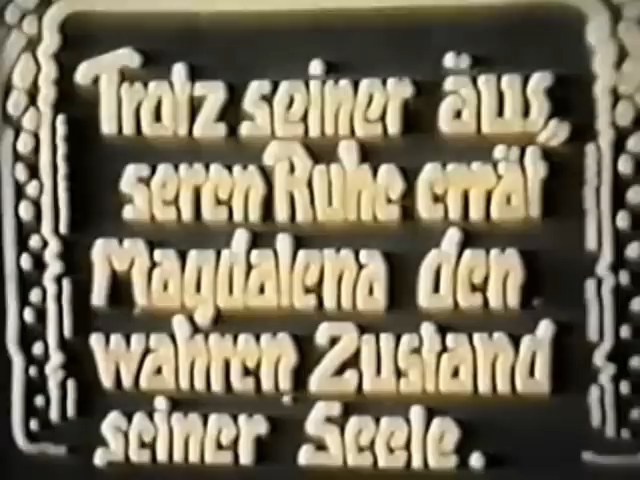 Trotz seiner äus„
seren Ruhe errät
Magdalena den
wahren Zustand
seiner Seele.